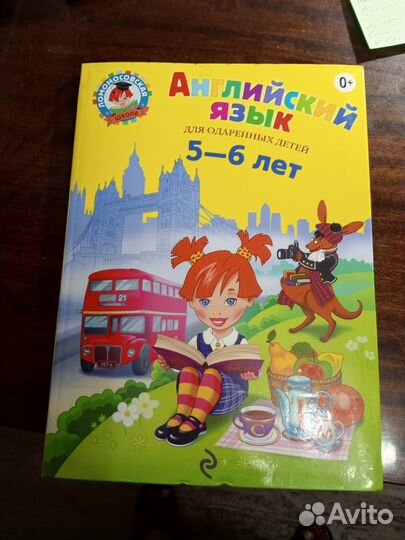 ЛОМОНОСОВСКАЯ
ШКОЛА
0+
АНГЛИЙСКИЙ
ЯЗЫК
ДЛЯ ОДАРЕННЫХ ДЕТЕЙ
5—6 лет
21
Avito